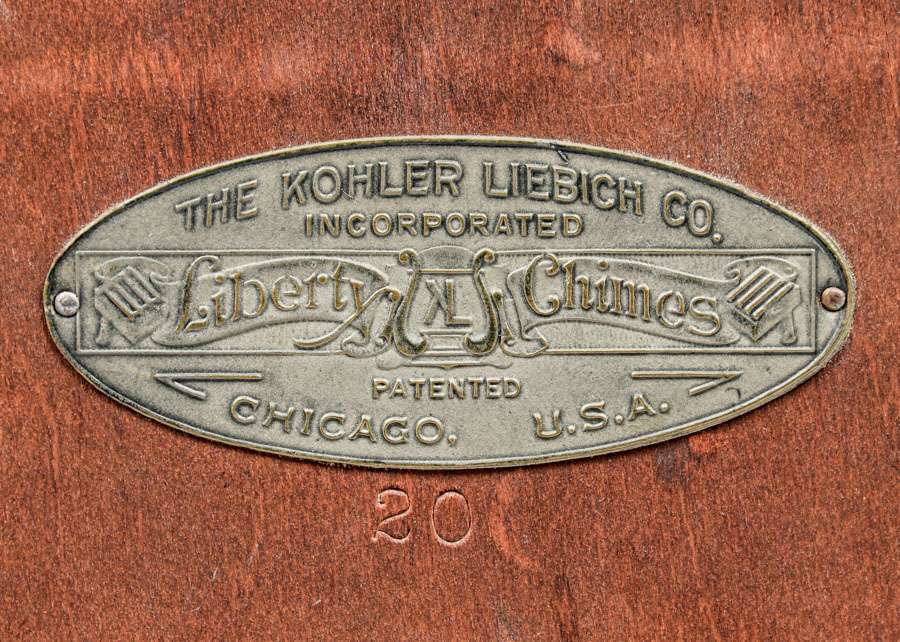 THE KOHLER LIEBICH CO.
INCORPORATED
Liberty KL Chimes
PATENTED
CHICAGO, U.S.A.
20